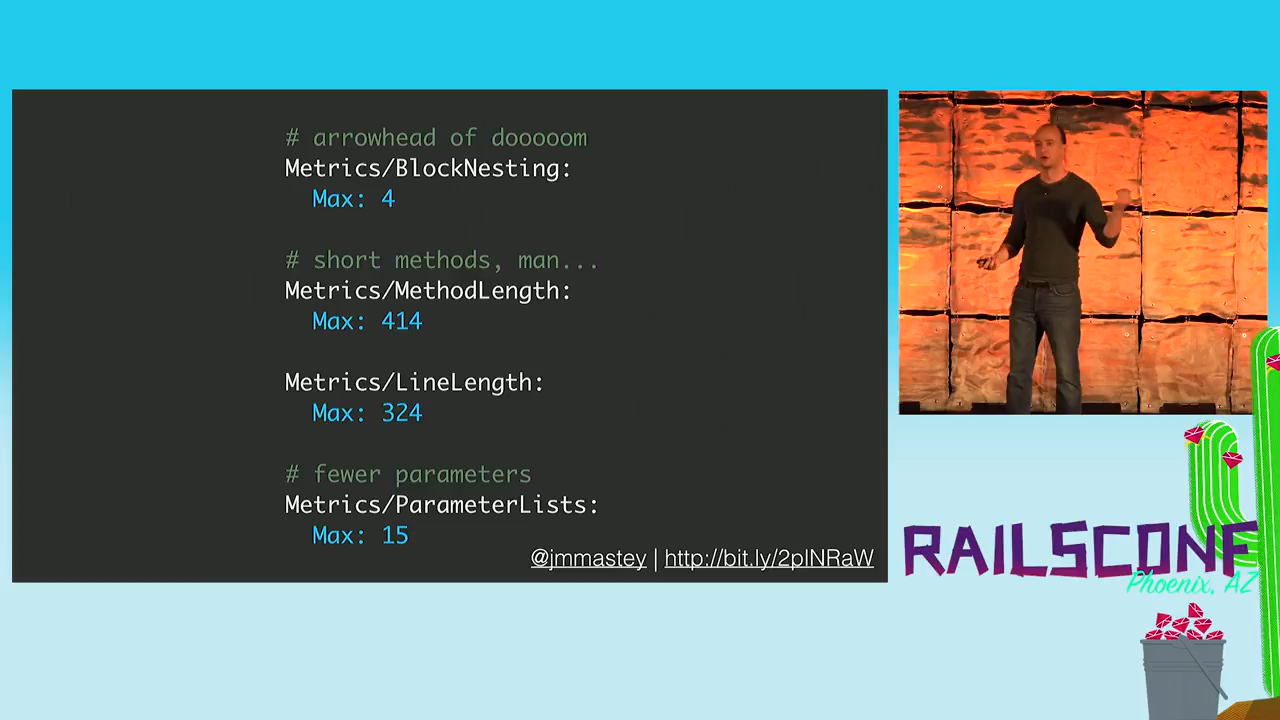 # arrowhead of dooooom
Metrics/BlockNesting:
Max: 4
# short methods, man...
Metrics/MethodLength:
Max: 414
Metrics/LineLength:
Max: 324
# fewer parameters
Metrics/ParameterLists:
Max: 15
@jmmastey | http://bit.ly/2pINRaW
RAILSCONF
Phoenix, AZ